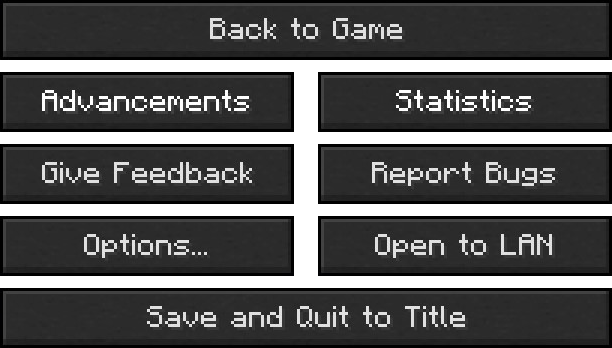 Back to Game
Advancements
Statistics
Give Feedback
Report Bugs
Options...
Open to LAN
Save and Quit to Title